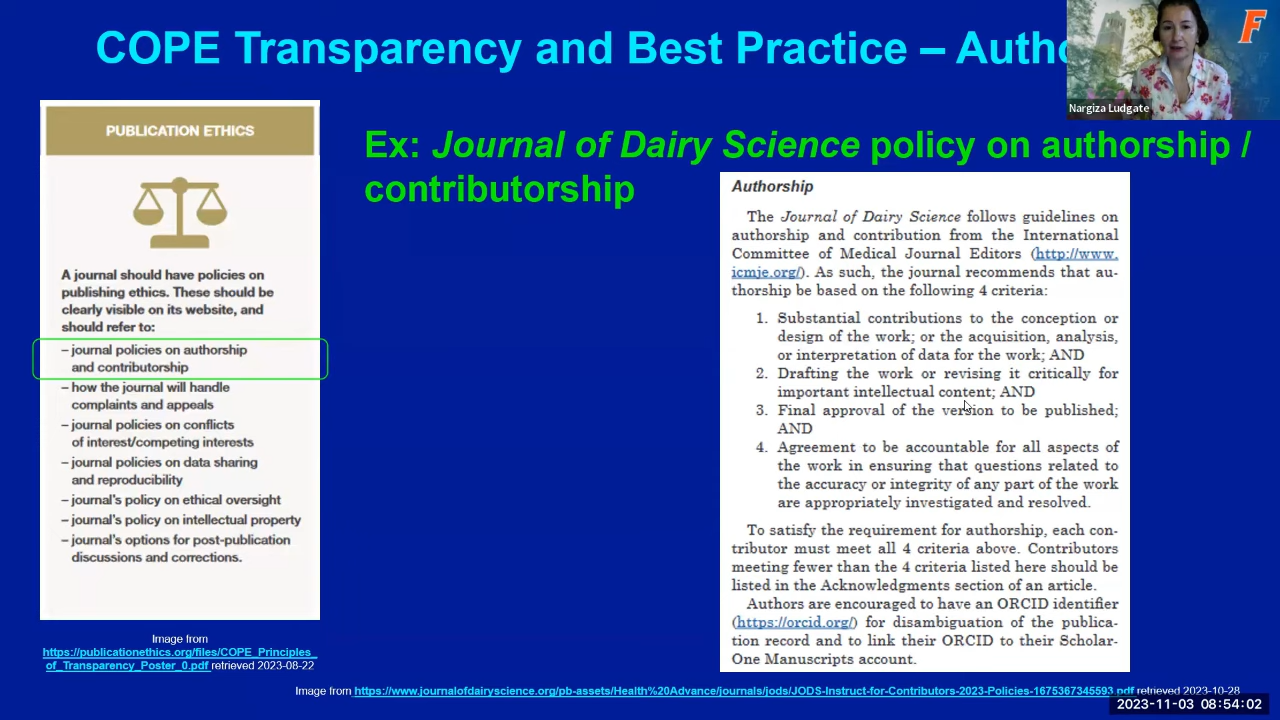 COPE Transparency and Best Practice – Autho
F
Nargiza Ludgate
PUBLICATION ETHICS
A journal should have policies on
publishing ethics. These should be
clearly visible on its website, and
should refer to:
– journal policies on authorship
and contributorship
– how the journal will handle
complaints and appeals
– journal policies on conflicts
of interest/competing interests
– journal policies on data sharing
and reproducibility
– journal's policy on ethical oversight
– journal's policy on intellectual property
– journal's options for post-publication
discussions and corrections.
Image from
https://publicationethics.org/files/COPE_Principles_
of_Transparency_Poster_0.pdf retrieved 2023-08-22
Ex: Journal of Dairy Science policy on authorship /
contributorship
Authorship
The Journal of Dairy Science follows guidelines on
authorship and contribution from the International
Committee of Medical Journal Editors (http://www.
icmje.org/). As such, the journal recommends that au-
thorship be based on the following 4 criteria:
1. Substantial contributions to the conception or
design of the work; or the acquisition, analysis,
or interpretation of data for the work; AND
2. Drafting the work or revising it critically for
important intellectual content; AND
3. Final approval of the version to be published;
AND
4. Agreement to be accountable for all aspects of
the work in ensuring that questions related to
the accuracy or integrity of any part of the work
are appropriately investigated and resolved.
To satisfy the requirement for authorship, each con-
tributor must meet all 4 criteria above. Contributors
meeting fewer than the 4 criteria listed here should be
listed in the Acknowledgments section of an article.
Authors are encouraged to have an ORCID identifier
(https://orcid.org/) for disambiguation of the publica-
tion record and to link their ORCID to their Scholar-
One Manuscripts account.
Image from https://www.journalofdairyscience.org/pb-assets/Health%20Advance/journals/jods/JODS-Instruct-for-Contributors-2023-Policies-1675367345593.pdf retrieved 2023-10-28
2023-11-03 08:54:02